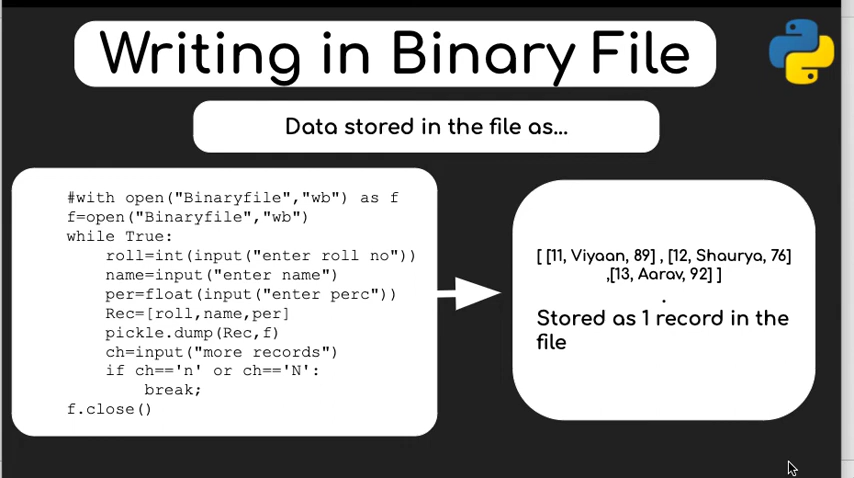 Writing in Binary File
Data stored in the file as...
#with open("Binaryfile","wb") as f
f=open("Binaryfile","wb")
while True:
    roll=int(input("enter roll no"))
    name=input("enter name")
    per=float(input("enter perc"))
    Rec=[roll,name,per]
    pickle.dump(Rec,f)
    ch=input("more records")
    if ch=='n' or ch=='N':
        break;
f.close()
[ [11, Viyaan, 89] , [12, Shaurya, 76]
,[13, Aarav, 92] ]
.
Stored as 1 record in the
file